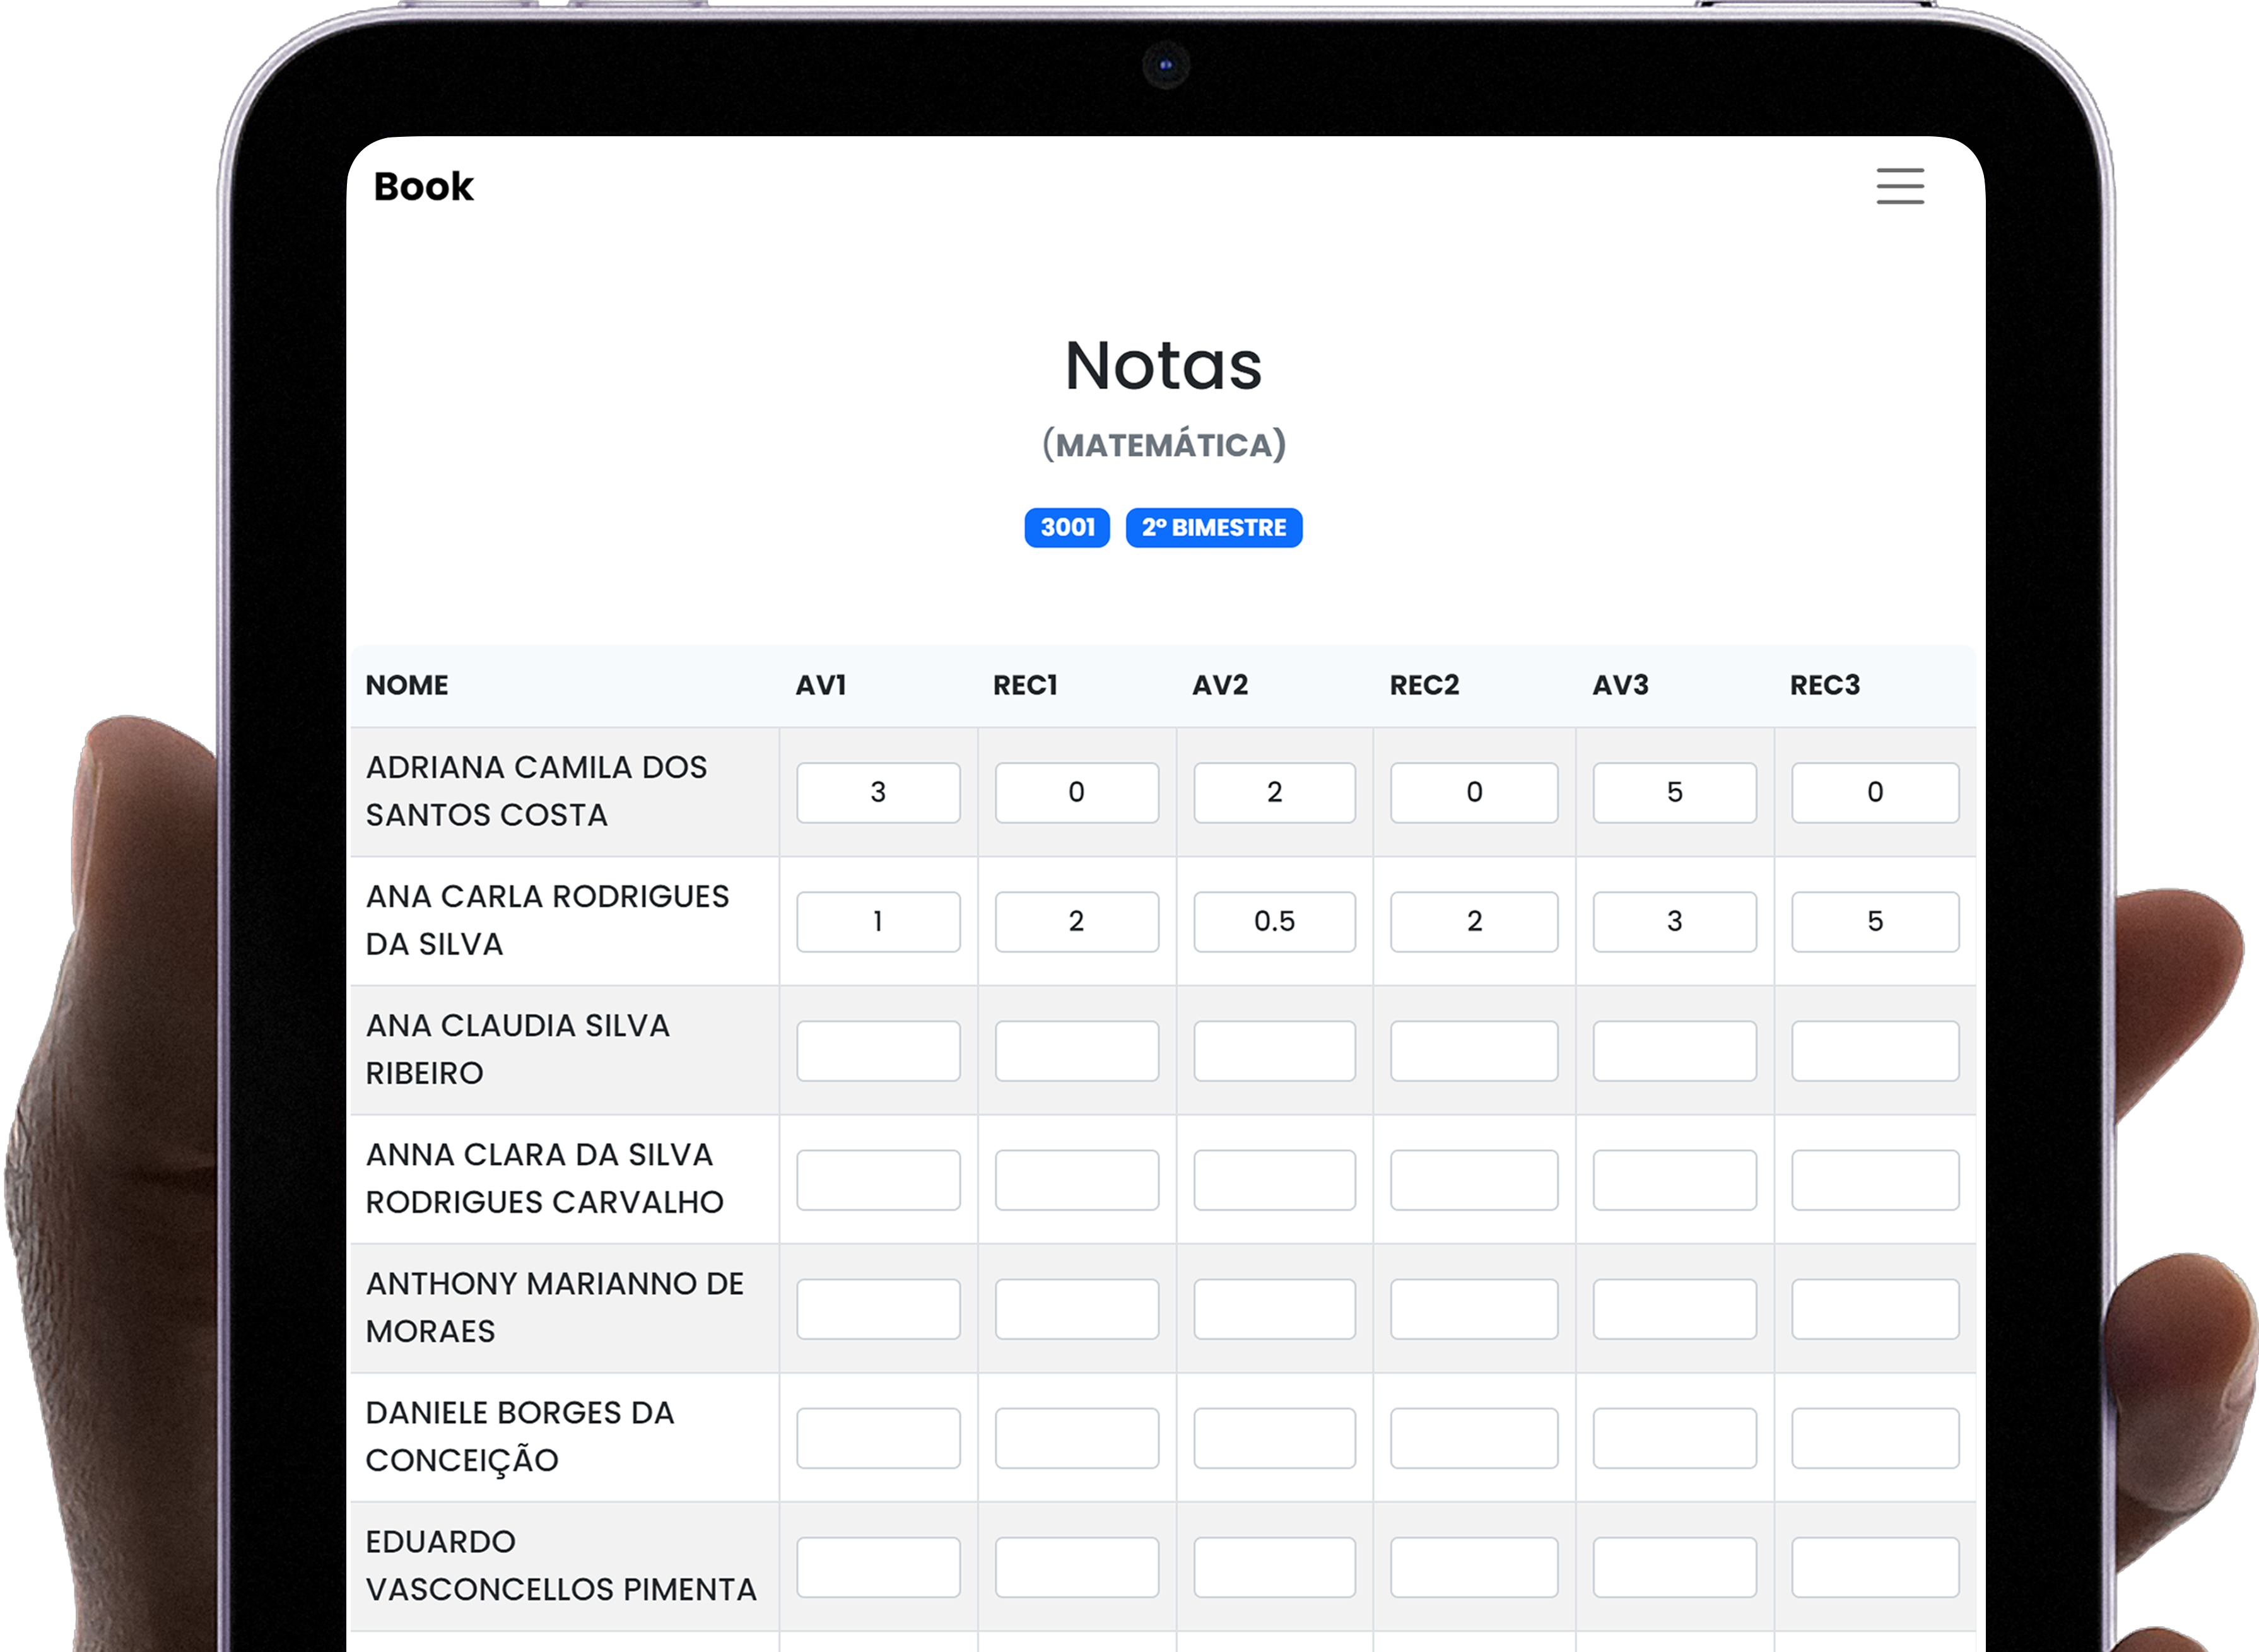 Book
Notas
(MATEMÁTICA)
3001 2º BIMESTRE
NOME AV1 REC1 AV2 REC2 AV3 REC3
ADRIANA CAMILA DOS
SANTOS COSTA
3 0 2 0 5 0
ANA CARLA RODRIGUES
DA SILVA
1 2 0.5 2 3 5
ANA CLAUDIA SILVA
RIBEIRO
ANNA CLARA DA SILVA
RODRIGUES CARVALHO
ANTHONY MARIANNO DE
MORAES
DANIELE BORGES DA
CONCEIÇÃO
EDUARDO
VASCONCELLOS PIMENTA